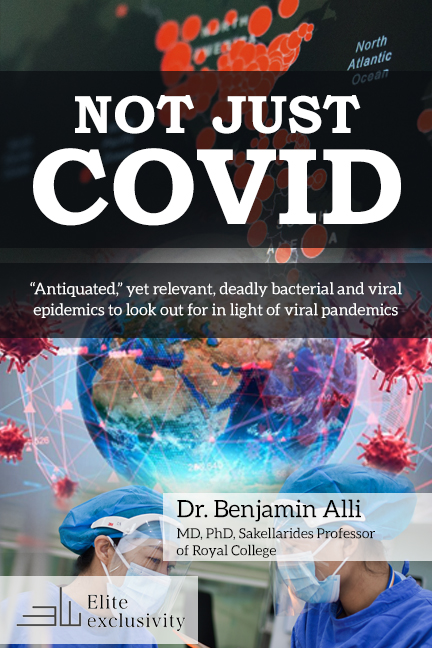 North
Atlantic
Ocean
NOT JUST
COVID
“Antiquated,” yet relevant, deadly bacterial and viral
epidemics to look out for in light of viral pandemics
Dr. Benjamin Alli
MD, PhD, Sakellarides Professor
of Royal College
Elite
exclusivity